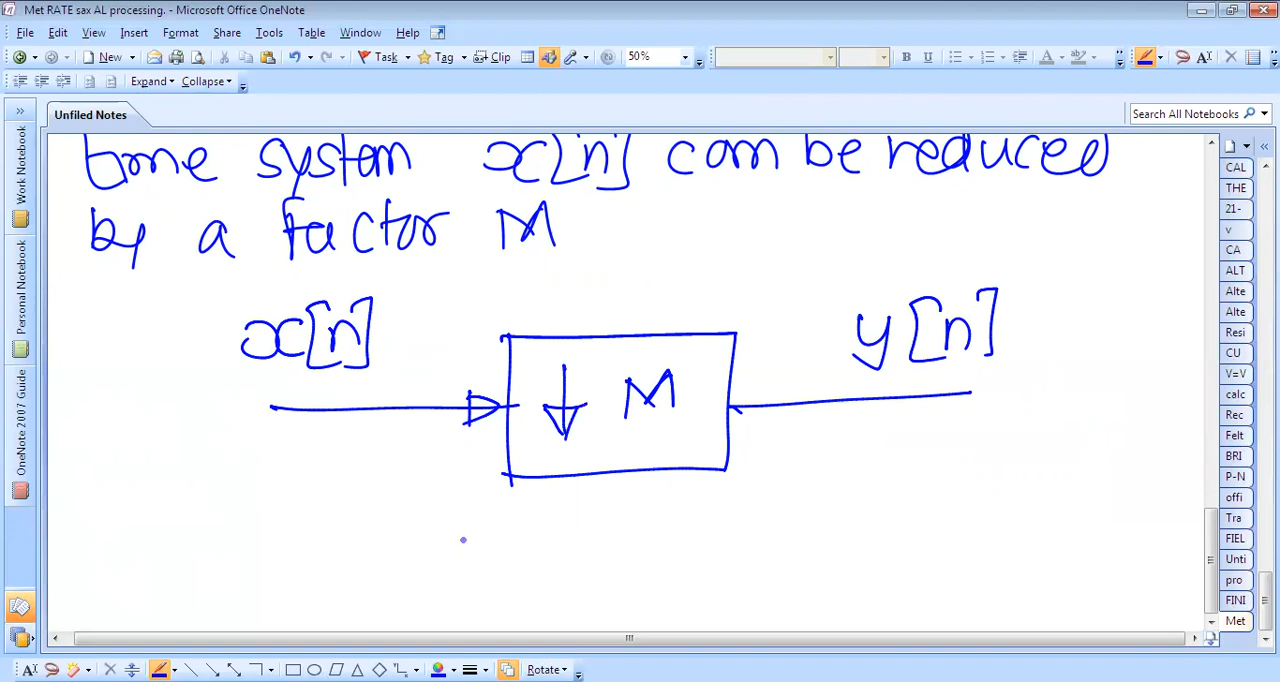 Met RATE sax AL processing. - Microsoft Office OneNote
File Edit View Insert Format Share Tools Table Window Help
New Task Tag Clip 50% B U A
Expand Collapse
Unfiled Notes
Search All Notebooks
Work Notebook
Personal Notebook
OneNote 2007 Guide
time system x[n] can be reduced
by a factor M
x[n] y[n]
↓ M
CAL
THE
21-
v
CA
ALT
Alte
Alte
Resi
CU
V=V
calc
Rec
Felt
BRI
P-N
offi
Tra
FIEL
Unti
pro
FINI
Met
Rotate